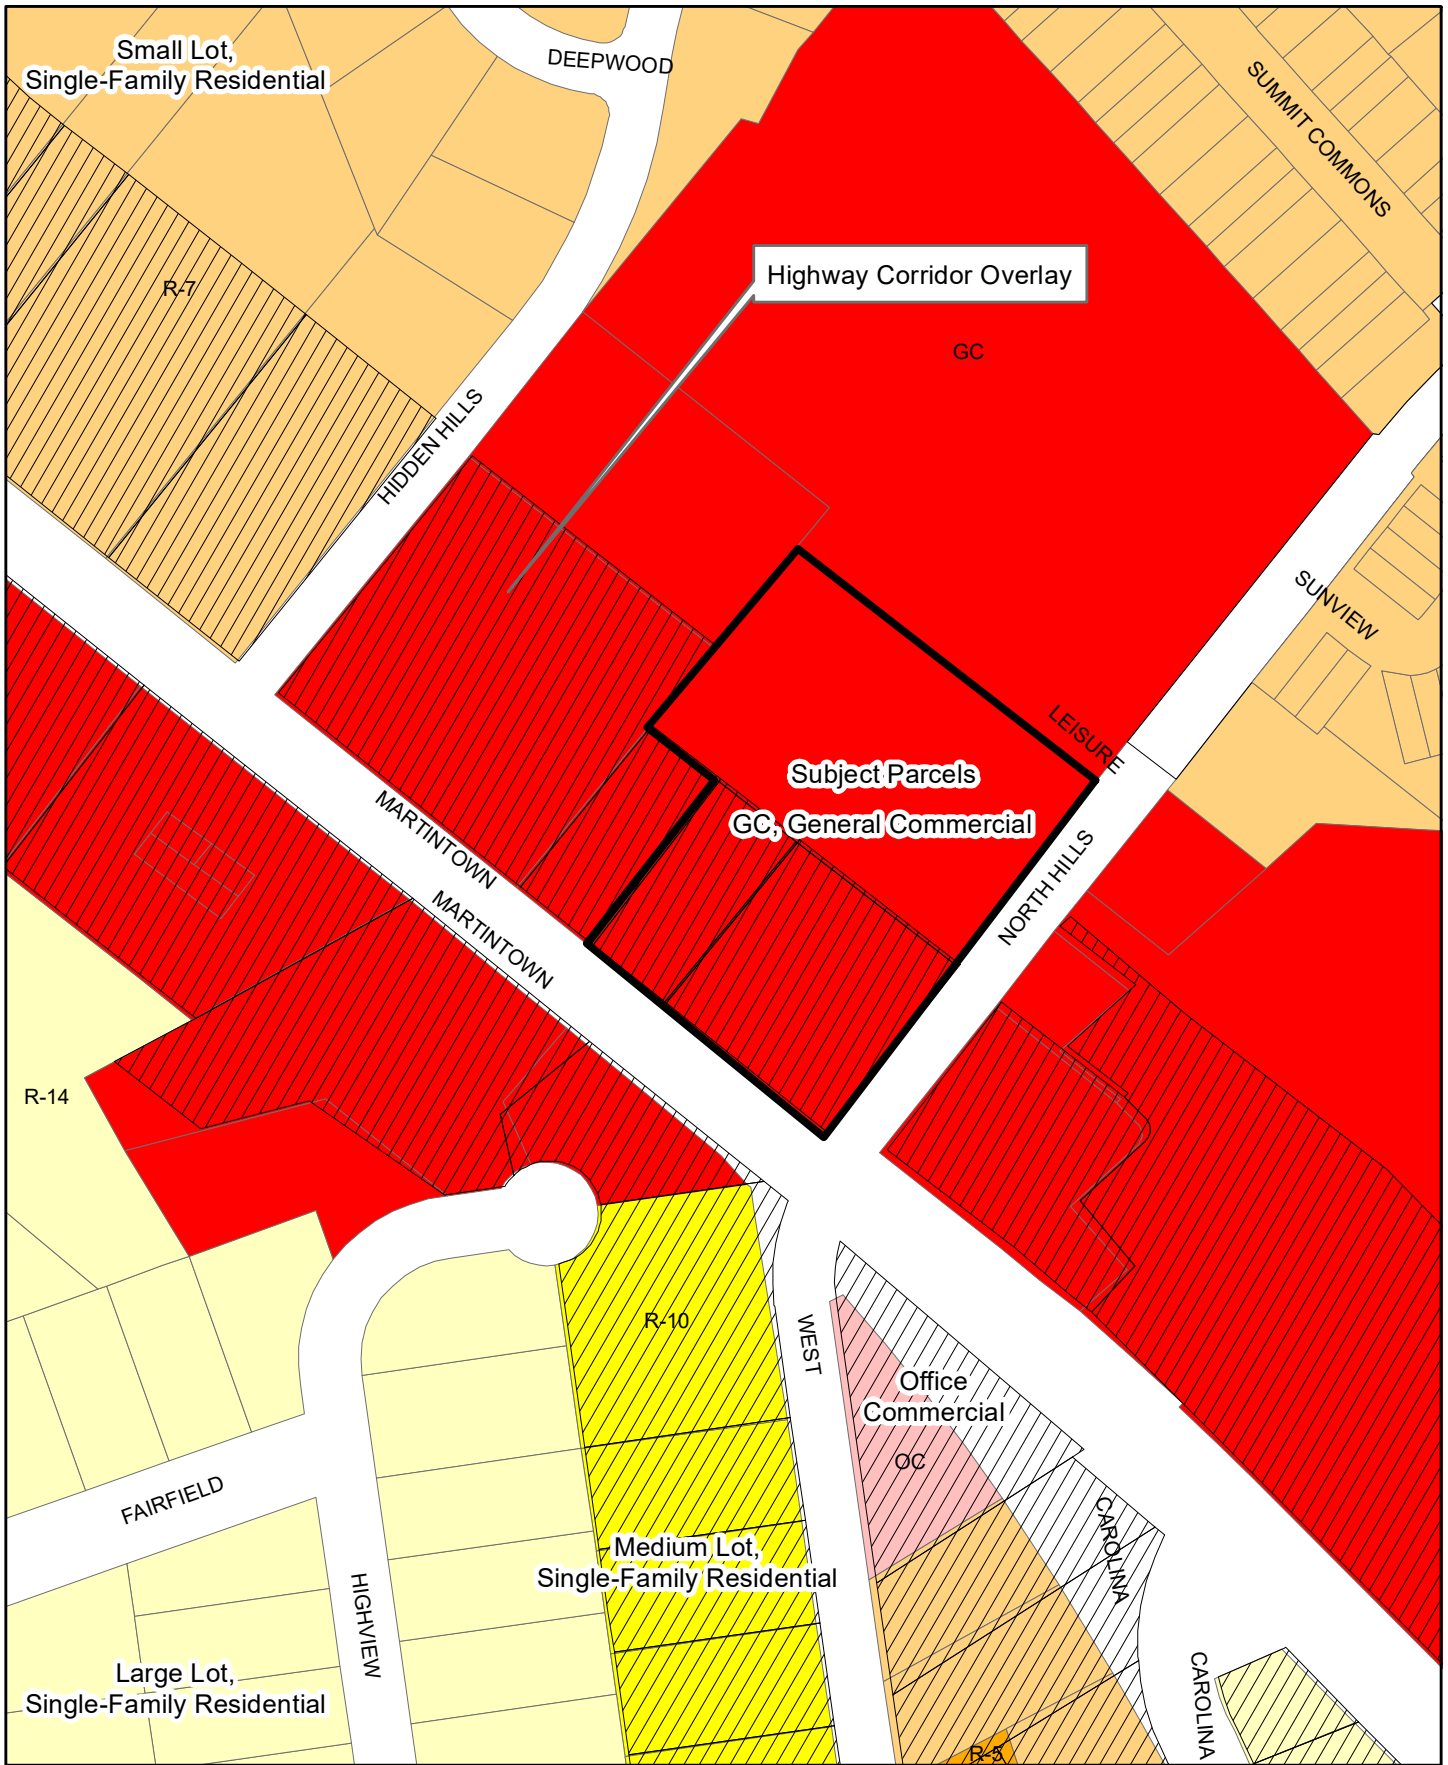 Small Lot,
Single-Family Residential
DEEPWOOD
SUMMIT COMMONS
Highway Corridor Overlay
R-7
GC
HIDDEN HILLS
SUNVIEW
LEISURE
Subject Parcels
GC, General Commercial
MARTINTOWN
NORTH HILLS
MARTINTOWN
R-14
R-10
WEST
Office
Commercial
OC
FAIRFIELD
CAROLINA
Medium Lot,
Single-Family Residential
HIGHVIEW
Large Lot,
Single-Family Residential
CAROLINA
R-5